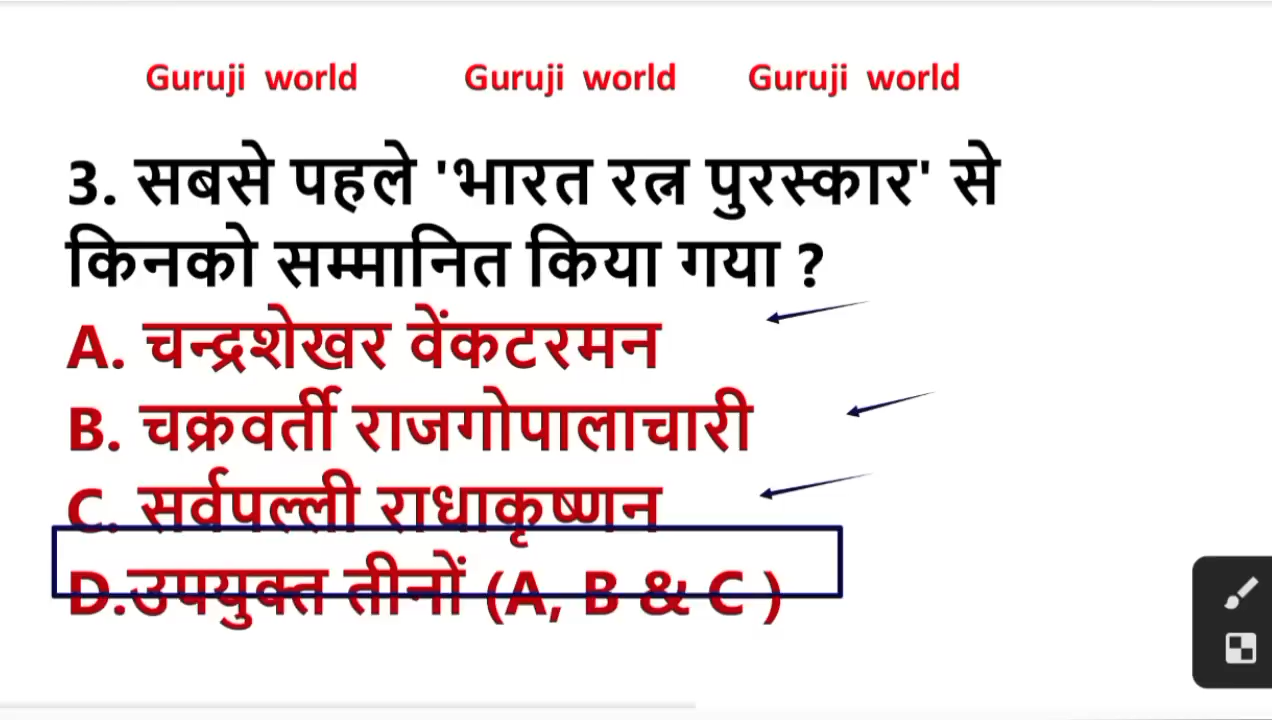 Guruji world Guruji world Guruji world
3. सबसे पहले 'भारत रत्न पुरस्कार' से
किनको सम्मानित किया गया ?
A. चन्द्रशेखर वेंकटरमन
B. चक्रवर्ती राजगोपालाचारी
C. सर्वपल्ली राधाकृष्णन
D.उपयुक्त तीनों (A, B & C )